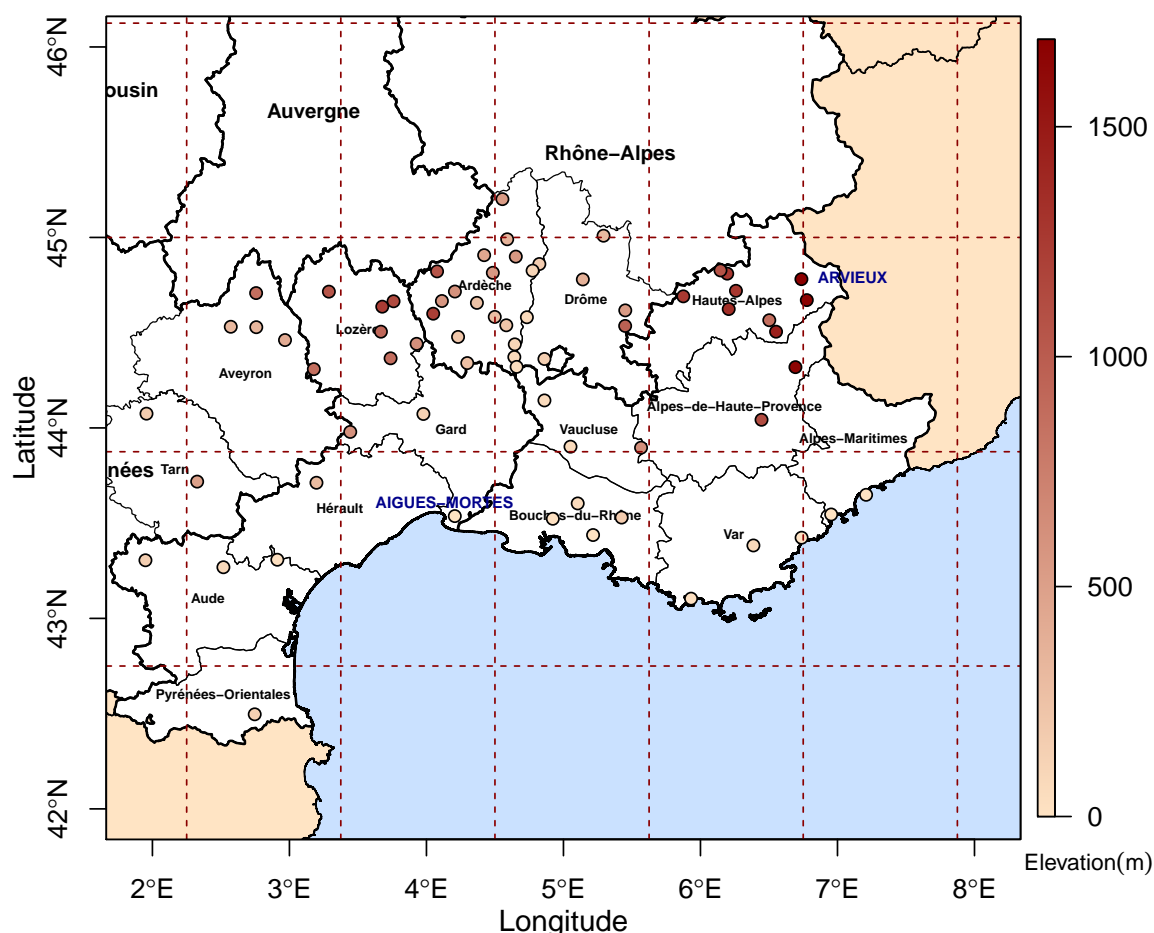 46°N
ousin
Auvergne
1500
Rhône−Alpes
45°N
ARVIEUX
Ardèche
Drôme
Hautes−Alpes
Lozère
1000
Aveyron
Latitude
44°N
Alpes−de−Haute−Provence
Gard
Vaucluse
Alpes−Maritimes
nées
Tarn
AIGUES−MORTES
Hérault
Bouches−du−Rhône
Var
500
43°N
Aude
Pyrénées−Orientales
42°N
0
Elevation(m)
2°E 3°E 4°E 5°E 6°E 7°E 8°E
Longitude